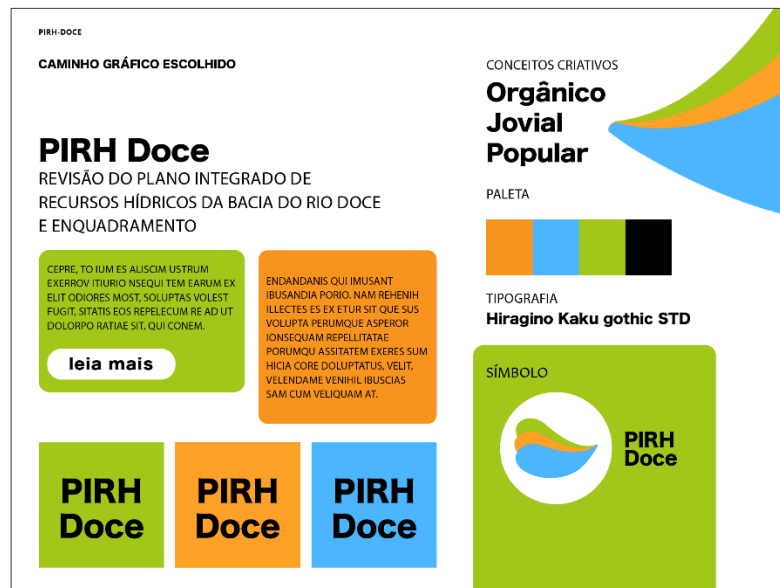 PIRH-DOCE
CAMINHO GRÁFICO ESCOLHIDO
PIRH Doce
REVISÃO DO PLANO INTEGRADO DE
RECURSOS HÍDRICOS DA BACIA DO RIO DOCE
E ENQUADRAMENTO
CEPRE, TO IUM ES ALISCIM USTRUM
EXERROV ITIURIO NSEQUI TEM EARUM EX
ELIT ODIORES MOST, SOLUPTAS VOLEST
FUGIT, SITATIS EOS REPELECUM RE AD UT
DOLORPO RATIAE SIT, QUI CONEM.
leia mais
ENDANDANIS QUI IMUSANT
IBUSANDIA PORIO. NAM REHENIH
ILLECTES ES EX ETUR SIT QUE SUS
VOLUPTA PERUMQUE ASPEROR
IONSEQUAM REPELLITATAE
PORUMQU ASSITATEM EXERES SUM
HICIA CORE DOLUPTATUS, VELIT,
VELENDAME VENIHIL IBUSCIAS
SAM CUM VELIQUAM AT.
PIRH
Doce
PIRH
Doce
PIRH
Doce
CONCEITOS CRIATIVOS
Orgânico
Jovial
Popular
PALETA
TIPOGRAFIA
Hiragino Kaku gothic STD
SÍMBOLO
PIRH
Doce